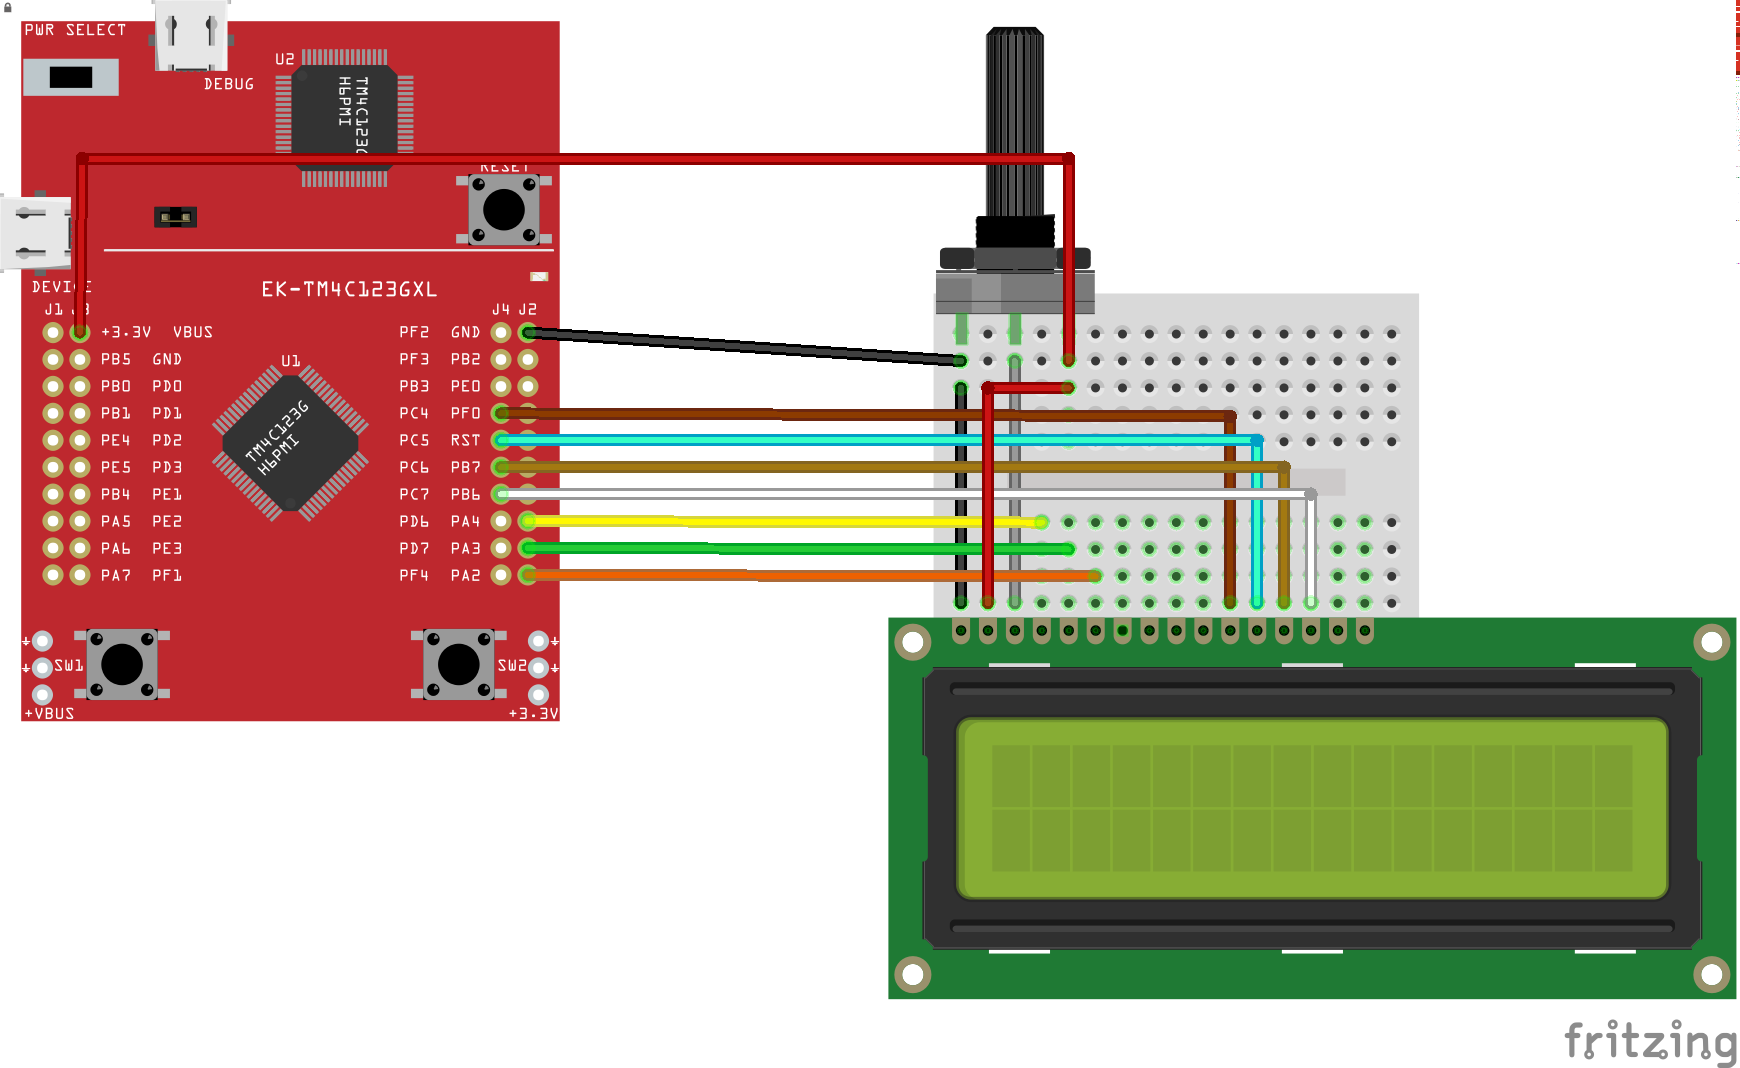 PWR SELECT
DEBUG
U2
TM4C123G
H6PMI
RESET
DEVICE
EK-TM4C123GXL
J1 J3
J4 J2
+3.3V VBUS
PF2 GND
PB5 GND
PF3 PB2
U1
PB0 PD0
PB3 PE0
PB1 PD1
PC4 PF0
PE4 PD2
PC5 RST
PE5 PD3
PC6 PB7
PB4 PE1
PC7 PB6
PA5 PE2
PD6 PA4
PA6 PE3
PD7 PA3
PA7 PF1
PF4 PA2
TM4C123G
H6PMI
SW1
SW2
+VBUS
+3.3V
fritzing